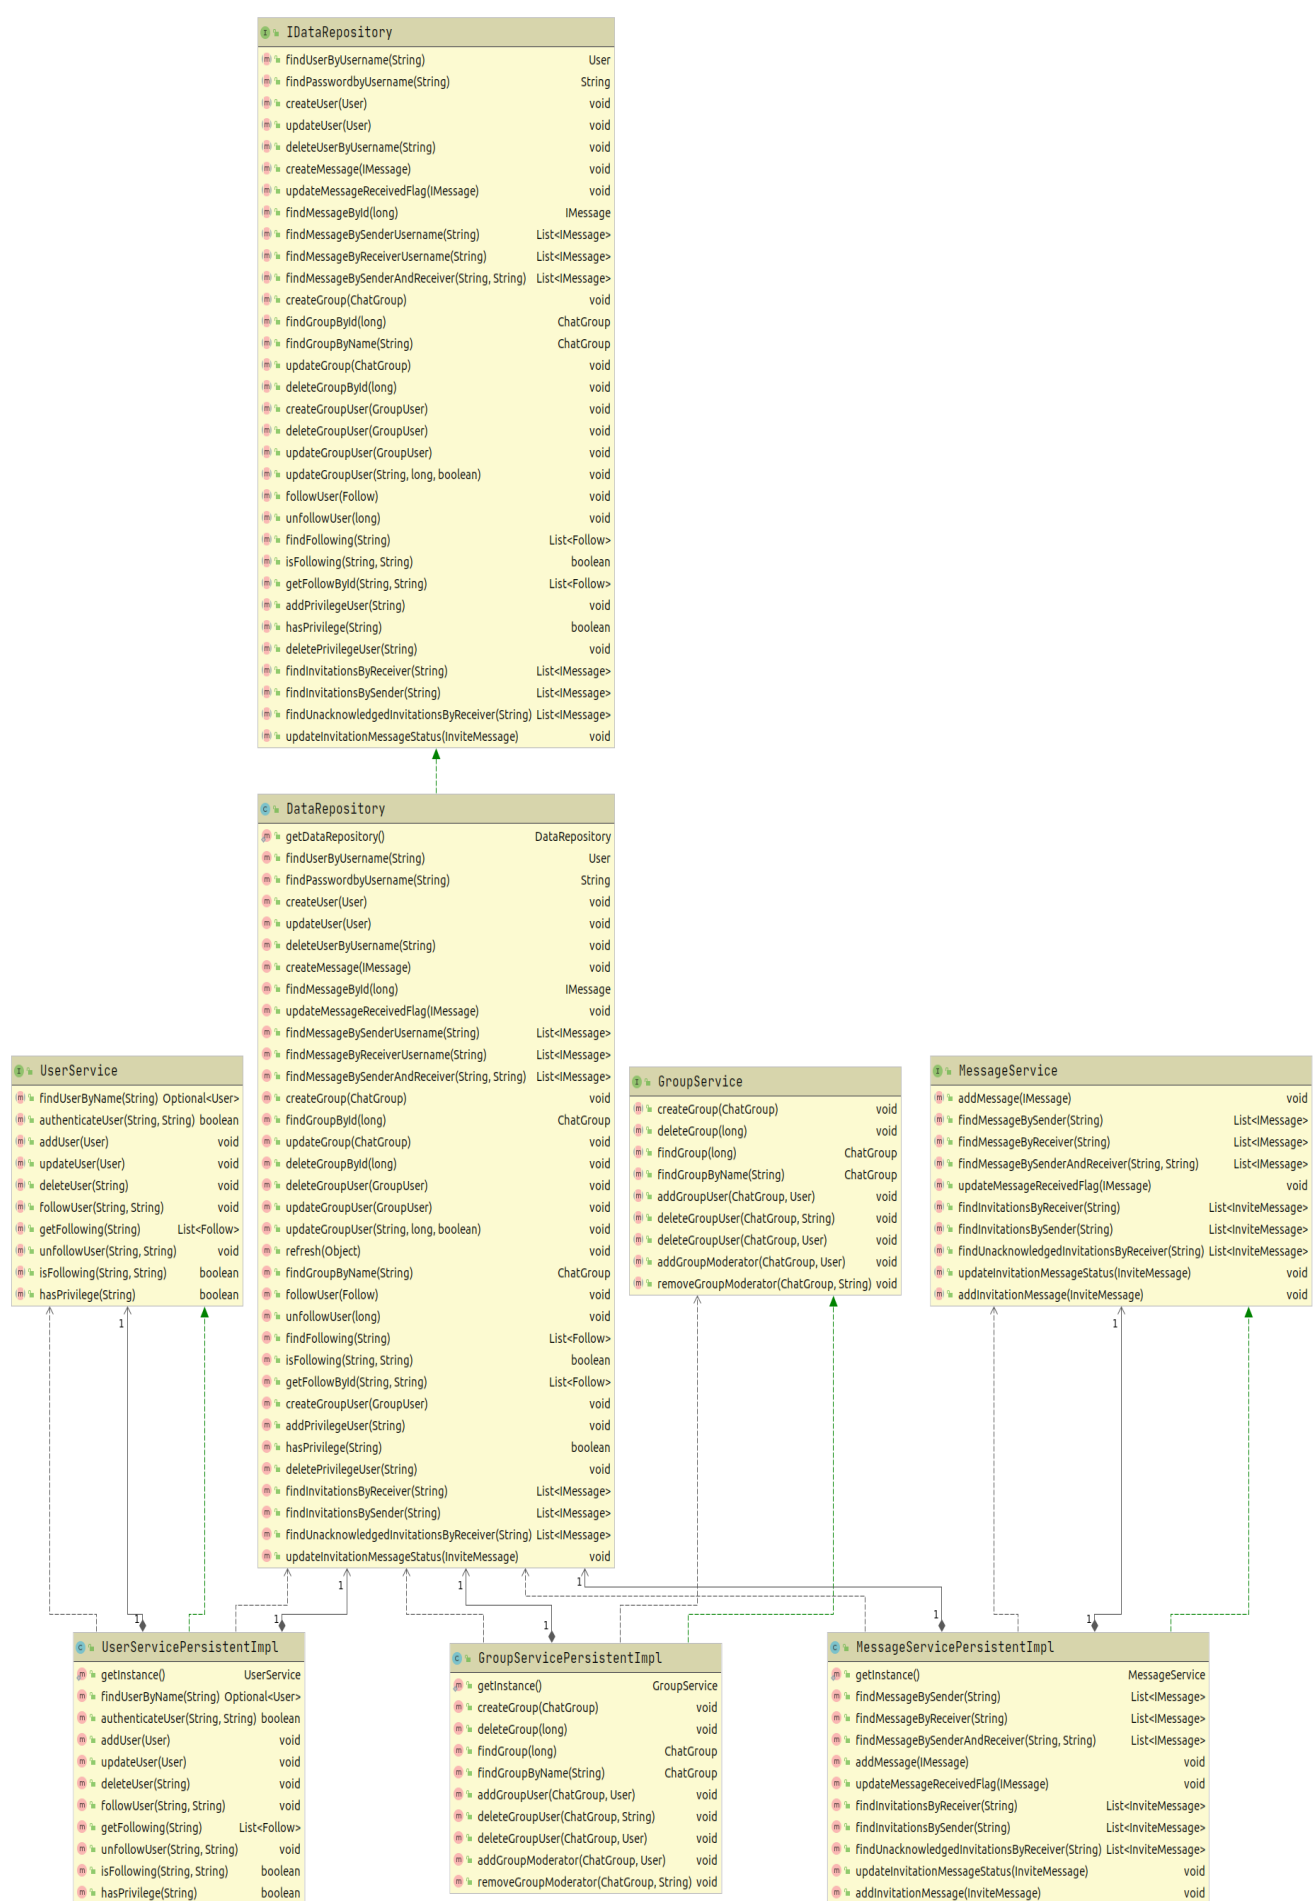 IDataRepository
findUserByUsername(String) User
findPasswordbyUsername(String) String
createUser(User) void
updateUser(User) void
deleteUserByUsername(String) void
createMessage(IMessage) void
updateMessageReceivedFlag(IMessage) void
findMessageById(long) IMessage
findMessageBySenderUsername(String) List<IMessage>
findMessageByReceiverUsername(String) List<IMessage>
findMessageBySenderAndReceiver(String, String) List<IMessage>
createGroup(ChatGroup) void
findGroupById(long) ChatGroup
findGroupByName(String) ChatGroup
updateGroup(ChatGroup) void
deleteGroupById(long) void
createGroupUser(GroupUser) void
deleteGroupUser(GroupUser) void
updateGroupUser(GroupUser) void
updateGroupUser(String, long, boolean) void
followUser(Follow) void
unfollowUser(long) void
findFollowing(String) List<Follow>
isFollowing(String, String) boolean
getFollowById(String, String) List<Follow>
addPrivilegeUser(String) void
hasPrivilege(String) boolean
deletePrivilegeUser(String) void
findInvitationsByReceiver(String) List<IMessage>
findInvitationsBySender(String) List<IMessage>
findUnacknowledgedInvitationsByReceiver(String) List<IMessage>
updateInvitationMessageStatus(InviteMessage) void
DataRepository
getDataRepository() DataRepository
findUserByUsername(String) User
findPasswordbyUsername(String) String
createUser(User) void
updateUser(User) void
deleteUserByUsername(String) void
createMessage(IMessage) void
findMessageById(long) IMessage
updateMessageReceivedFlag(IMessage) void
findMessageBySenderUsername(String) List<IMessage>
findMessageByReceiverUsername(String) List<IMessage>
findMessageBySenderAndReceiver(String, String) List<IMessage>
createGroup(ChatGroup) void
findGroupById(long) ChatGroup
updateGroup(ChatGroup) void
deleteGroupById(long) void
deleteGroupUser(GroupUser) void
updateGroupUser(GroupUser) void
updateGroupUser(String, long, boolean) void
refresh(Object) void
findGroupByName(String) ChatGroup
followUser(Follow) void
unfollowUser(long) void
findFollowing(String) List<Follow>
isFollowing(String, String) boolean
getFollowById(String, String) List<Follow>
createGroupUser(GroupUser) void
addPrivilegeUser(String) void
hasPrivilege(String) boolean
deletePrivilegeUser(String) void
findInvitationsByReceiver(String) List<IMessage>
findInvitationsBySender(String) List<IMessage>
findUnacknowledgedInvitationsByReceiver(String) List<IMessage>
updateInvitationMessageStatus(InviteMessage) void
UserService
findUserByName(String) Optional<User>
authenticateUser(String, String) boolean
addUser(User) void
updateUser(User) void
deleteUser(String) void
followUser(String, String) void
getFollowing(String) List<Follow>
unfollowUser(String, String) void
isFollowing(String, String) boolean
hasPrivilege(String) boolean
GroupService
createGroup(ChatGroup) void
deleteGroup(long) void
findGroup(long) ChatGroup
findGroupByName(String) ChatGroup
addGroupUser(ChatGroup, User) void
deleteGroupUser(ChatGroup, String) void
deleteGroupUser(ChatGroup, User) void
addGroupModerator(ChatGroup, User) void
removeGroupModerator(ChatGroup, String) void
MessageService
addMessage(IMessage) void
findMessageBySender(String) List<IMessage>
findMessageByReceiver(String) List<IMessage>
findMessageBySenderAndReceiver(String, String) List<IMessage>
updateMessageReceivedFlag(IMessage) void
findInvitationsByReceiver(String) List<InviteMessage>
findInvitationsBySender(String) List<InviteMessage>
findUnacknowledgedInvitationsByReceiver(String) List<InviteMessage>
updateInvitationMessageStatus(InviteMessage) void
addInvitationMessage(InviteMessage) void
1
1
1
1
1
1
1
1
1
1
UserServicePersistentImpl
getInstance() UserService
findUserByName(String) Optional<User>
authenticateUser(String, String) boolean
addUser(User) void
updateUser(User) void
deleteUser(String) void
followUser(String, String) void
getFollowing(String) List<Follow>
unfollowUser(String, String) void
isFollowing(String, String) boolean
hasPrivilege(String) boolean
GroupServicePersistentImpl
getInstance() GroupService
createGroup(ChatGroup) void
deleteGroup(long) void
findGroup(long) ChatGroup
findGroupByName(String) ChatGroup
addGroupUser(ChatGroup, User) void
deleteGroupUser(ChatGroup, String) void
deleteGroupUser(ChatGroup, User) void
addGroupModerator(ChatGroup, User) void
removeGroupModerator(ChatGroup, String) void
MessageServicePersistentImpl
getInstance() MessageService
findMessageBySender(String) List<IMessage>
findMessageByReceiver(String) List<IMessage>
findMessageBySenderAndReceiver(String, String) List<IMessage>
addMessage(IMessage) void
updateMessageReceivedFlag(IMessage) void
findInvitationsByReceiver(String) List<InviteMessage>
findInvitationsBySender(String) List<InviteMessage>
findUnacknowledgedInvitationsByReceiver(String) List<InviteMessage>
updateInvitationMessageStatus(InviteMessage) void
addInvitationMessage(InviteMessage) void